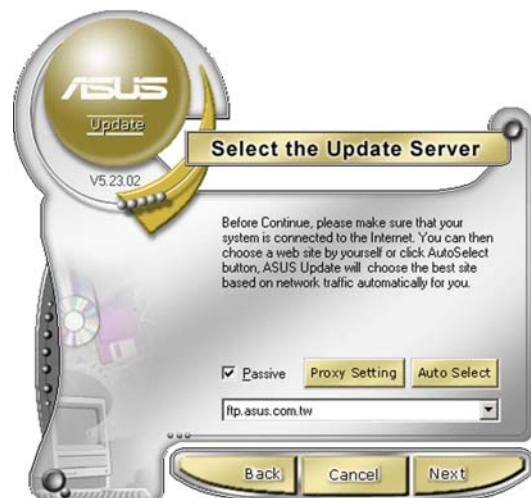 ASUS
Update
V5.23.02
Select the Update Server
Before Continue, please make sure that your
system is connected to the Internet. You can then
choose a web site by yourself or click AutoSelect
button, ASUS Update will choose the best site
based on network traffic automatically for you.
Passive
Proxy Setting
Auto Select
ftp.asus.com.tw
Back
Cancel
Next